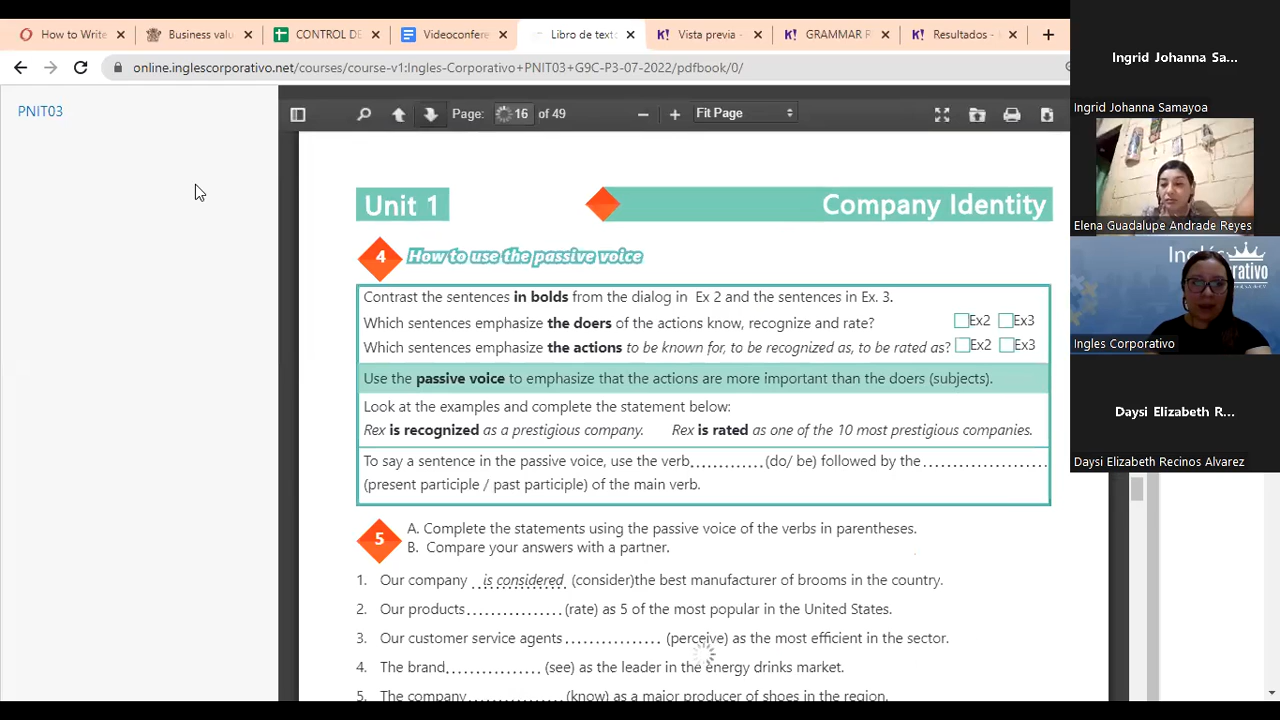 How to Write
Business valu
CONTROL DE
Videoconfere
Libro de text
Vista previa -
GRAMMAR R
Resultados -
online.inglescorporativo.net/courses/course-v1:Ingles-Corporativo+PNIT03+G9C-P3-07-2022/pdfbook/0/
PNIT03
Page: 16 of 49
Fit Page
Unit 1
Company Identity
4 How to use the passive voice
Contrast the sentences in bolds from the dialog in Ex 2 and the sentences in Ex. 3.
Which sentences emphasize the doers of the actions know, recognize and rate? Ex2 Ex3
Which sentences emphasize the actions to be known for, to be recognized as, to be rated as? Ex2 Ex3
Use the passive voice to emphasize that the actions are more important than the doers (subjects).
Look at the examples and complete the statement below:
Rex is recognized as a prestigious company. Rex is rated as one of the 10 most prestigious companies.
To say a sentence in the passive voice, use the verb............. (do/ be) followed by the ......................
(present participle / past participle) of the main verb.
5 A. Complete the statements using the passive voice of the verbs in parentheses.
B. Compare your answers with a partner.
1. Our company is considered (consider)the best manufacturer of brooms in the country.
2. Our products................ (rate) as 5 of the most popular in the United States.
3. Our customer service agents ................ (perceive) as the most efficient in the sector.
4. The brand................ (see) as the leader in the energy drinks market.
5. The company ................ (know) as a major producer of shoes in the region.
Ingrid Johanna Sa...
Ingrid Johanna Samayoa
Elena Guadalupe Andrade Reyes
Ingles Corporativo
Daysi Elizabeth R...
Daysi Elizabeth Recinos Alvarez